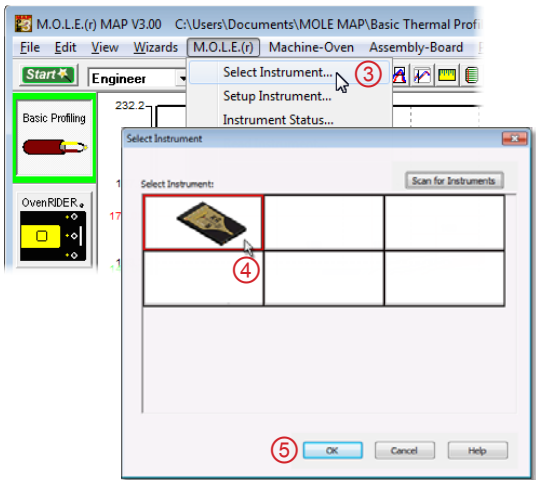 M.O.L.E.(r) MAP V3.00 C:\Users\Documents\MOLE MAP\Basic Thermal Profi
File Edit View Wizards M.O.L.E.(r) Machine-Oven Assembly-Board
Start Engineer
Select Instrument... 3
Setup Instrument...
Instrument Status...
Basic Profiling
232.2
Select Instrument
Select Instrument:
Scan for Instruments
OvenRIDER
17
4
5 OK Cancel Help